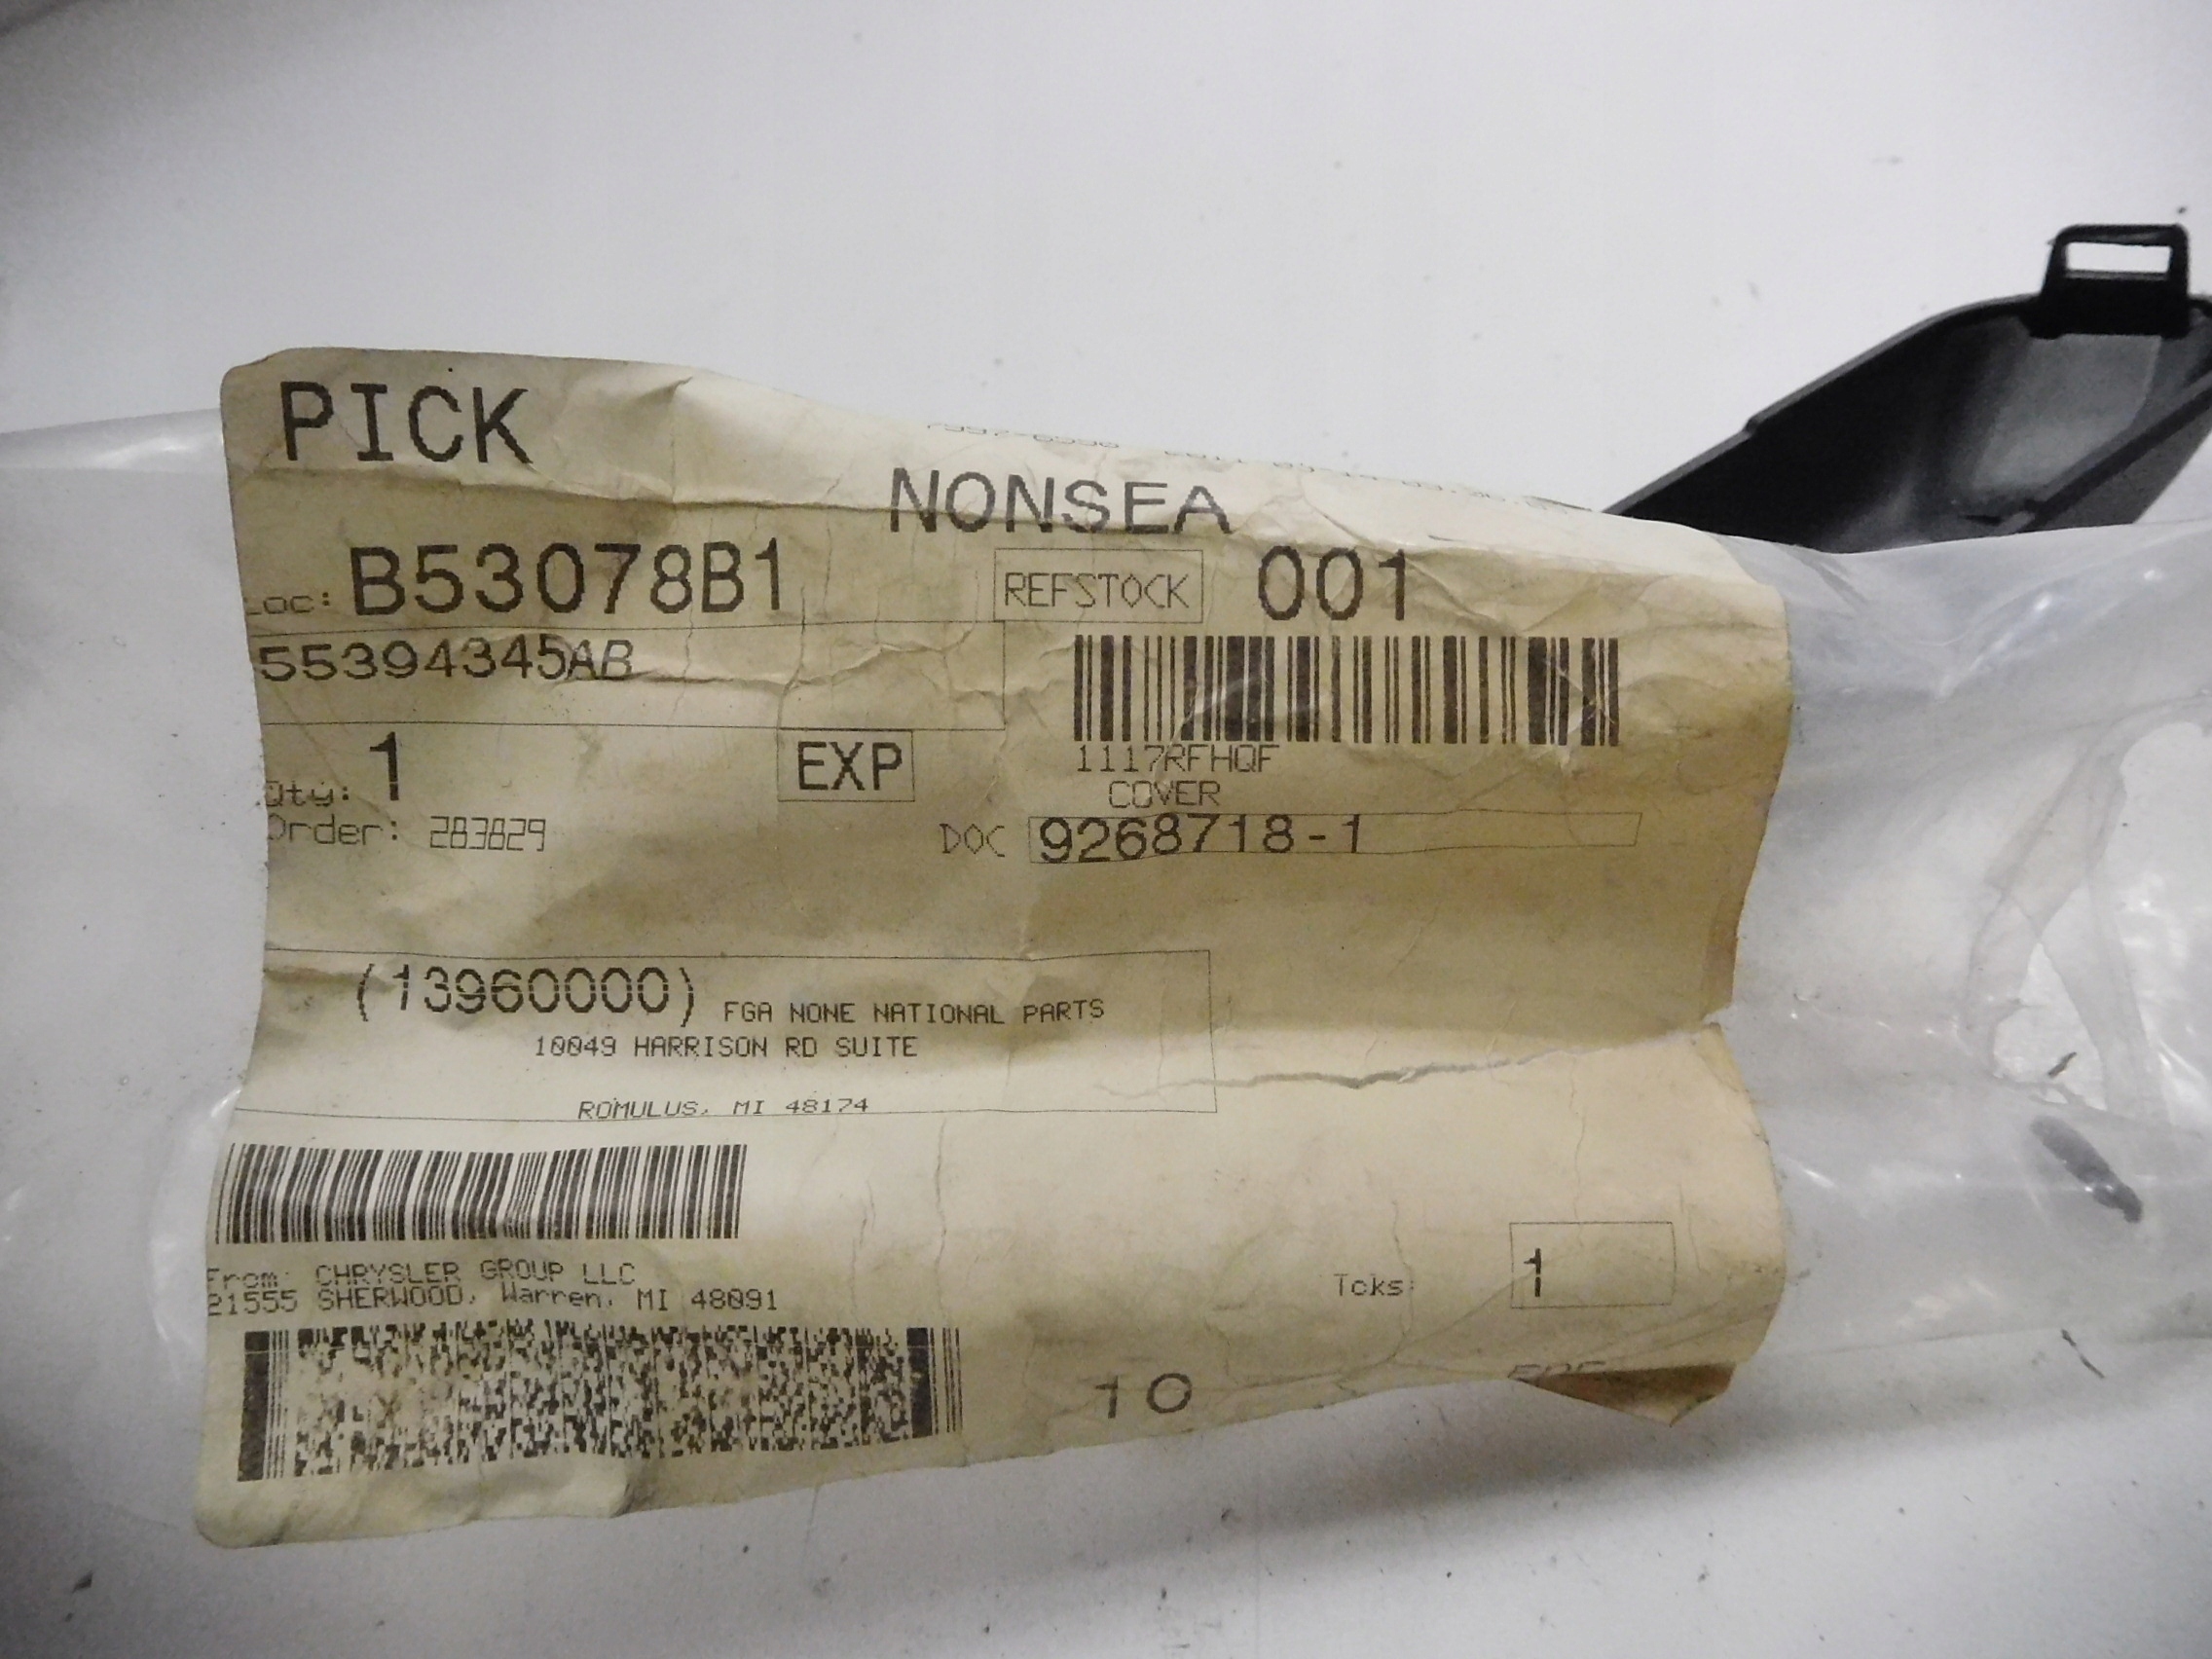 PICK
NONSEA
Loc: B53078B1 REFSTOCK 001
55394345AB
1117RFHQF
Qty: 1 EXP
COVER
Order: 283829 DOC 9268718-1
(13960000) FGA NONE NATIONAL PARTS
10049 HARRISON RD SUITE
ROMULUS, MI 48174
From: CHRYSLER GROUP LLC
21555 SHERWOOD, Warren, MI 48091
Tcks: 1
10